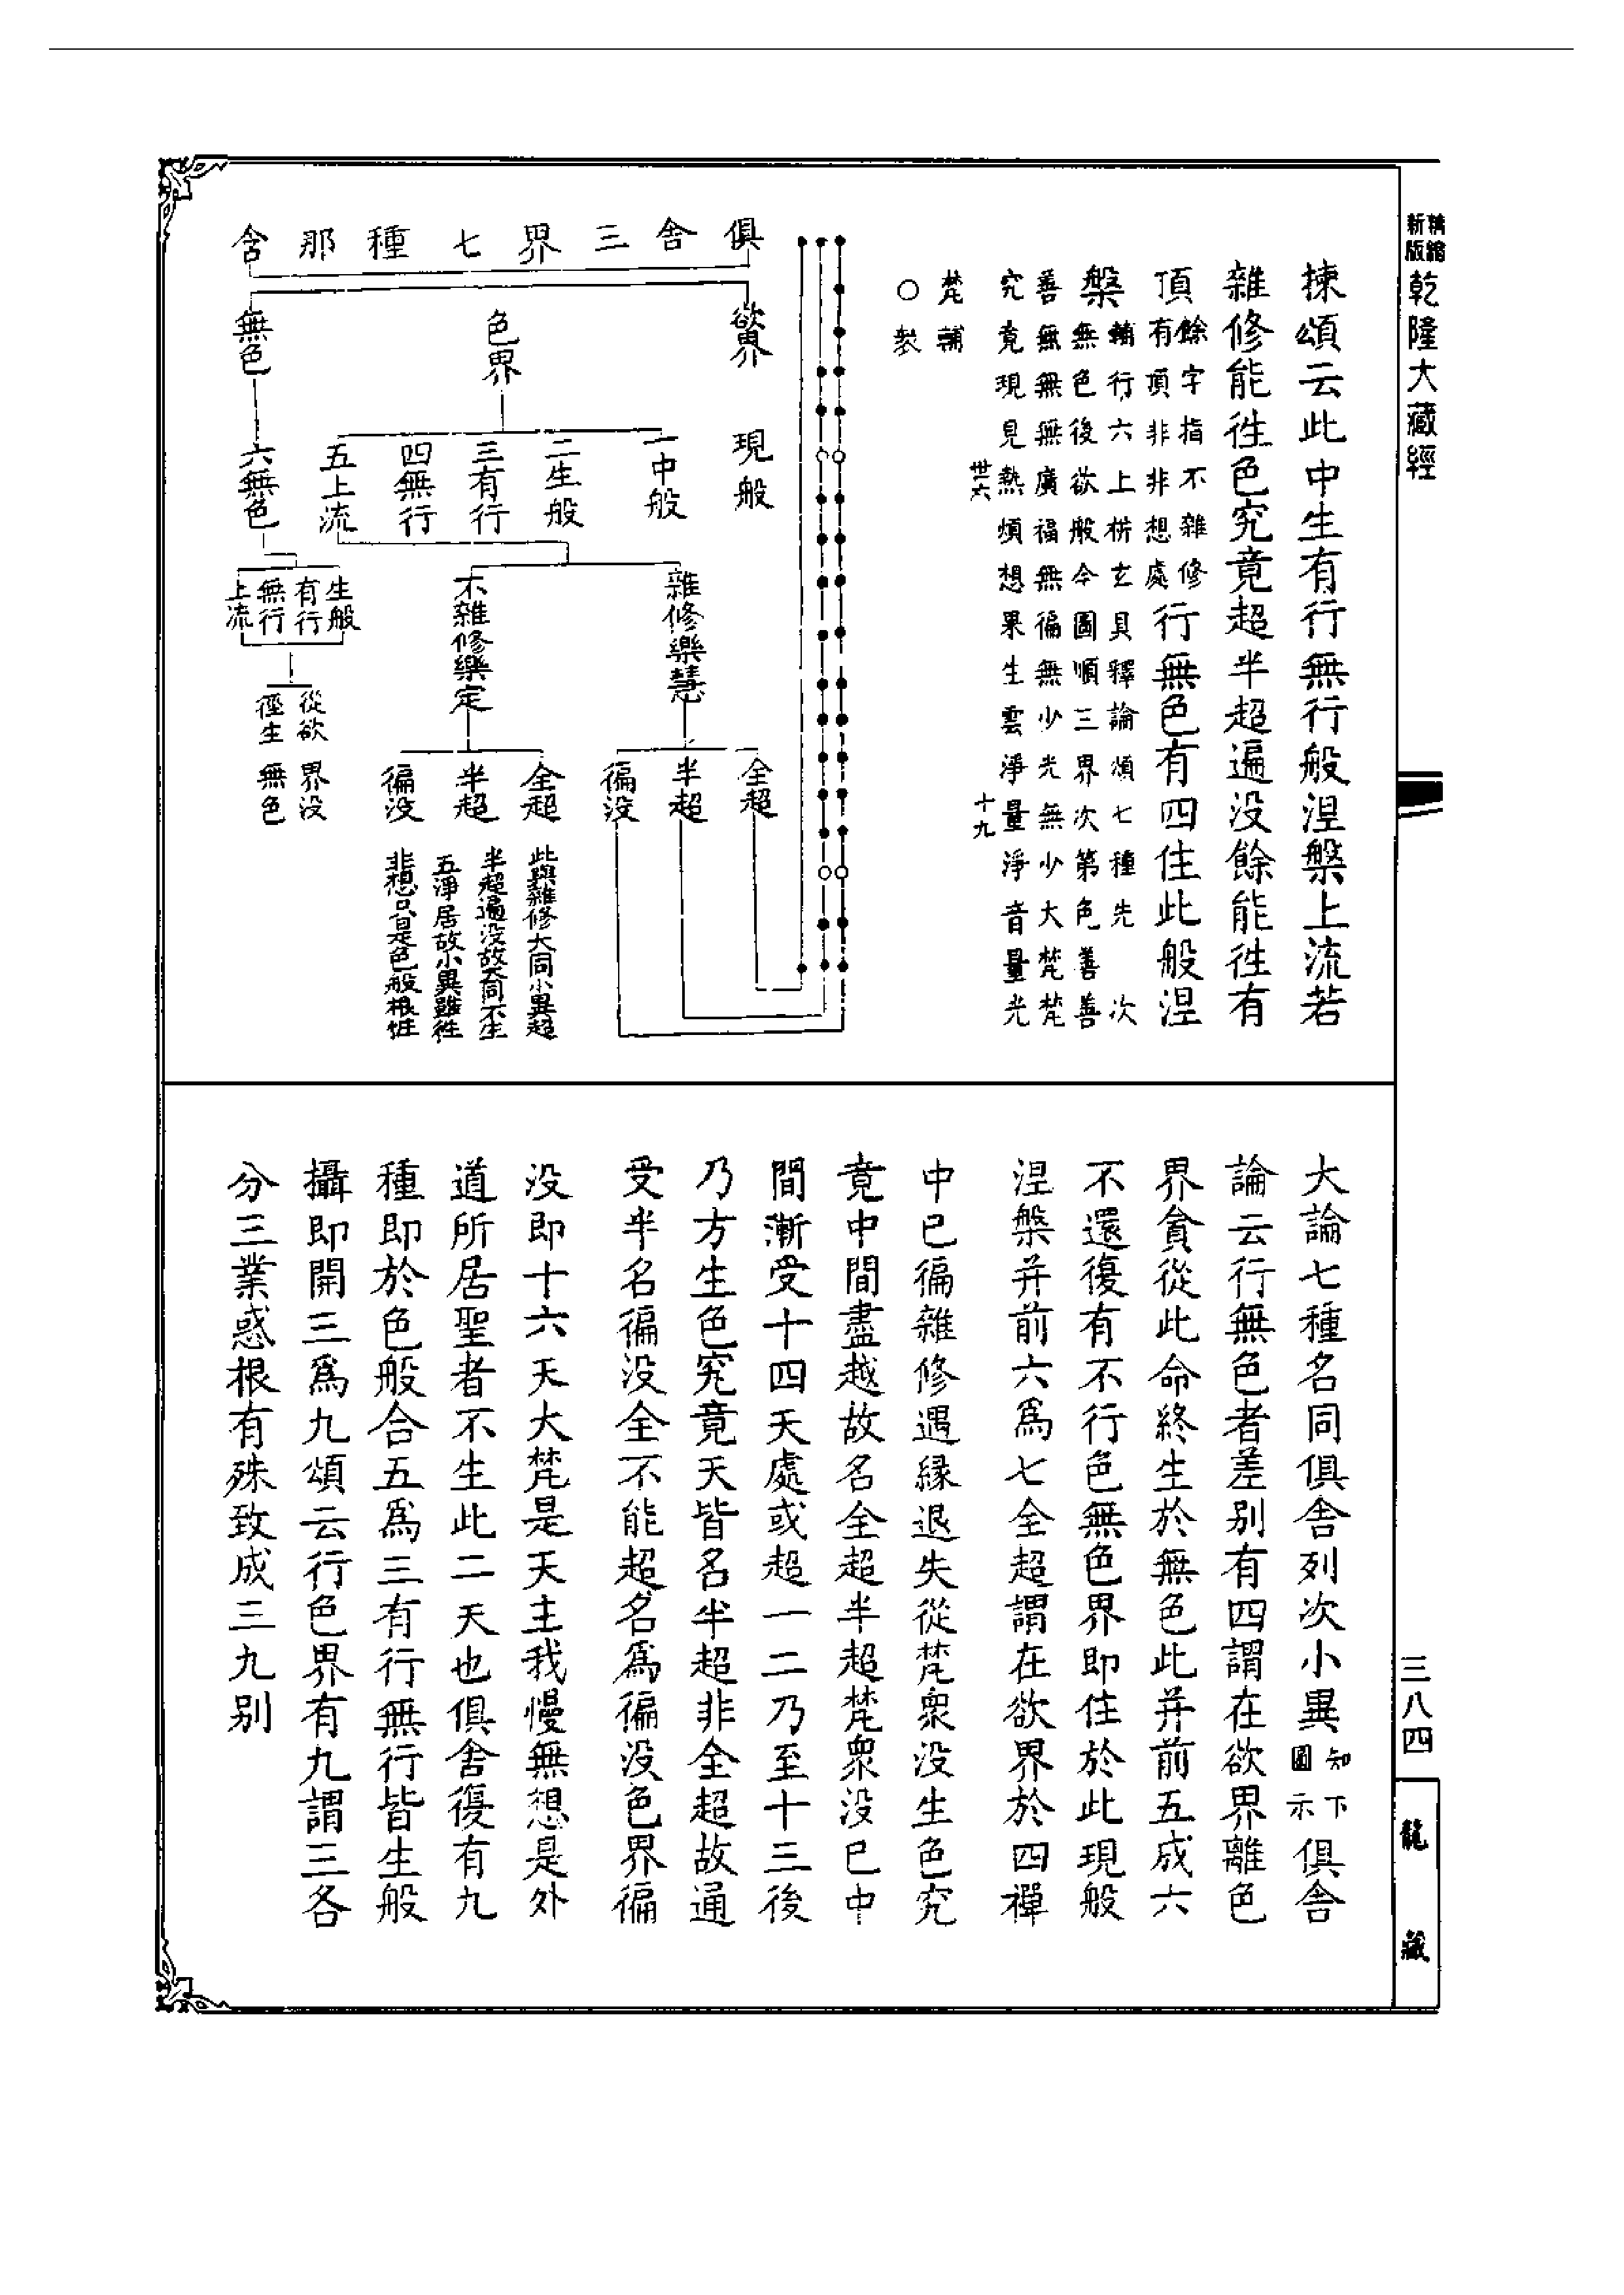 新版
精縮
乾隆大藏經
三八四
龍藏
揀頌云此中生有行無行般涅槃上流若
雜修能徃色究竟超半超遍没餘能徃有
頂餘字指不雜修有頂非非想處行無色有四住此般涅
槃輔行六上栟玄具釋論頌七種先次無色後欲般今圖順三界次第色善善
善無無無廣福無徧無少光無少大梵梵
究竟現見熱煩想果生雲淨量淨音量光
卌六
十九
梵輔
○製
俱舍三界七種那含
欲界
現般
色界
一中般
二生般
三有行
四無行
五上流
無色
六無色
雜修樂慧
不雜修樂定
生般
有行
無行
上流
全超
半超
徧没
全超
半超
徧没
從欲界没
徑生無色
此與雜修大同小異超
半超遍没故大同不生
五淨居故小異雖徃
非想只是色般根性
大論七種名同俱舍列次小異知下圖示俱舍
論云行無色者差别有四謂在欲界離色
界貪從此命終生於無色此并前五成六
不還復有不行色無色界即住於此現般
涅槃并前六爲七全超謂在欲界於四禪
中已徧雜修遇緣退失從梵衆没生色究
竟中間盡越故名全超半超梵衆没已中
間漸受十四天處或超一二乃至十三後
乃方生色究竟天皆名半超非全超故通
受半名徧没全不能超名爲徧没色界徧
没即十六天大梵是天主我慢無想是外
道所居聖者不生此二天也俱舍復有九
種即於色般合五爲三有行無行皆生般
攝即開三爲九頌云行色界有九謂三各
分三業惑根有殊致成三九别